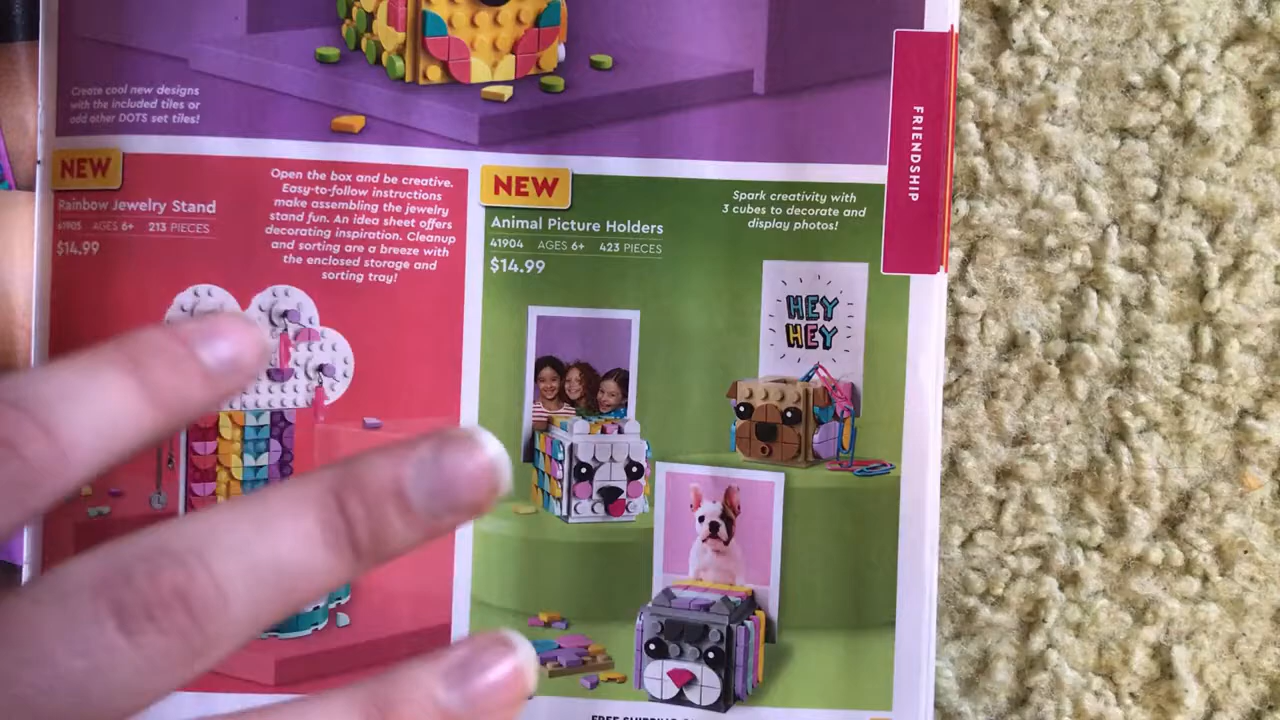 Create cool new designs
with the included tiles or
add other DOTS set tiles!
FRIENDSHIP
NEW
Rainbow Jewelry Stand
41905 AGES 6+ 213 PIECES
$14.99
Open the box and be creative.
Easy-to-follow instructions
make assembling the jewelry
stand fun. An idea sheet offers
decorating inspiration. Cleanup
and sorting are a breeze with
the enclosed storage and
sorting tray!
NEW
Animal Picture Holders
41904 AGES 6+ 423 PIECES
$14.99
Spark creativity with
3 cubes to decorate and
display photos!
HEY
HEY